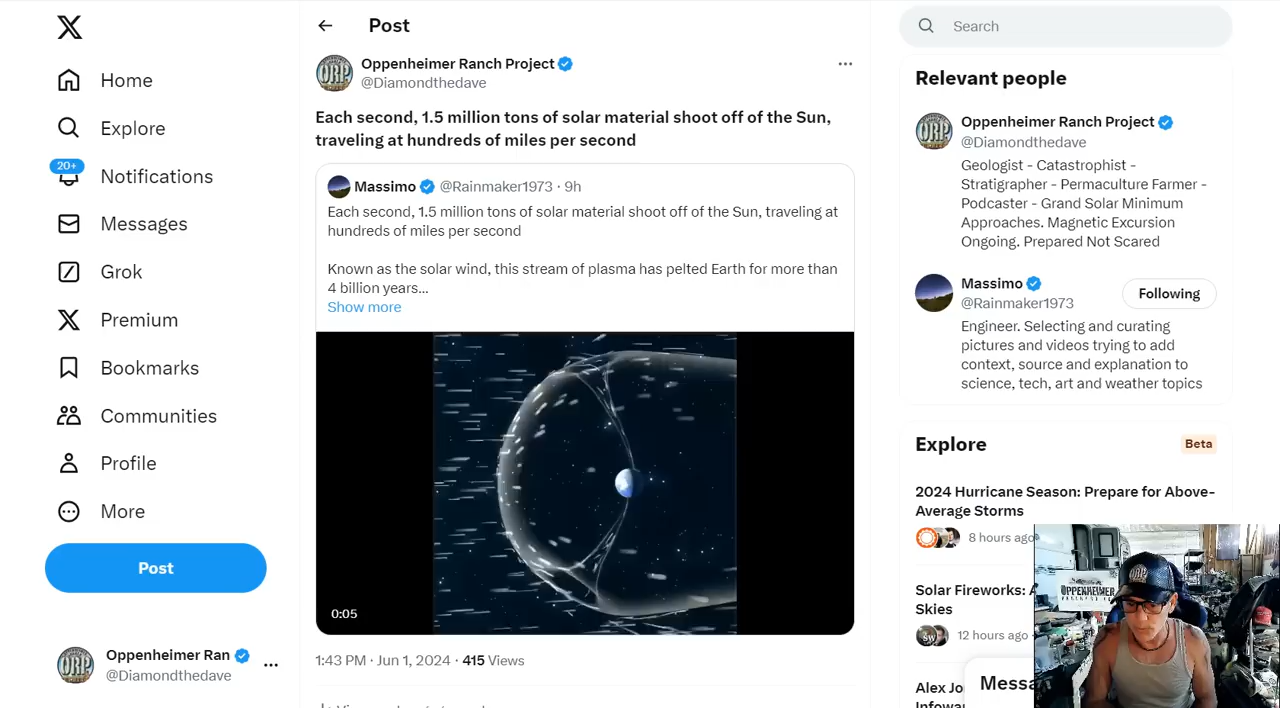 Home
Explore
20+
Notifications
Messages
Grok
Premium
Bookmarks
Communities
Profile
More
Post
Oppenheimer Ran
@Diamondthedave
Post
ORP
Oppenheimer Ranch Project
@Diamondthedave
Each second, 1.5 million tons of solar material shoot off of the Sun,
traveling at hundreds of miles per second
Massimo @Rainmaker1973 · 9h
Each second, 1.5 million tons of solar material shoot off of the Sun, traveling at
hundreds of miles per second
Known as the solar wind, this stream of plasma has pelted Earth for more than
4 billion years...
Show more
0:05
1:43 PM · Jun 1, 2024 · 415 Views
Search
Relevant people
ORP
Oppenheimer Ranch Project
@Diamondthedave
Geologist - Catastrophist -
Stratigrapher - Permaculture Farmer -
Podcaster - Grand Solar Minimum
Approaches. Magnetic Excursion
Ongoing. Prepared Not Scared
Massimo
@Rainmaker1973
Following
Engineer. Selecting and curating
pictures and videos trying to add
context, source and explanation to
science, tech, art and weather topics
Explore
Beta
2024 Hurricane Season: Prepare for Above-
Average Storms
8 hours ago
Solar Fireworks:
Skies
12 hours ago
Alex Jo
Infowa
Messa
ORP
OPPENHEIMER